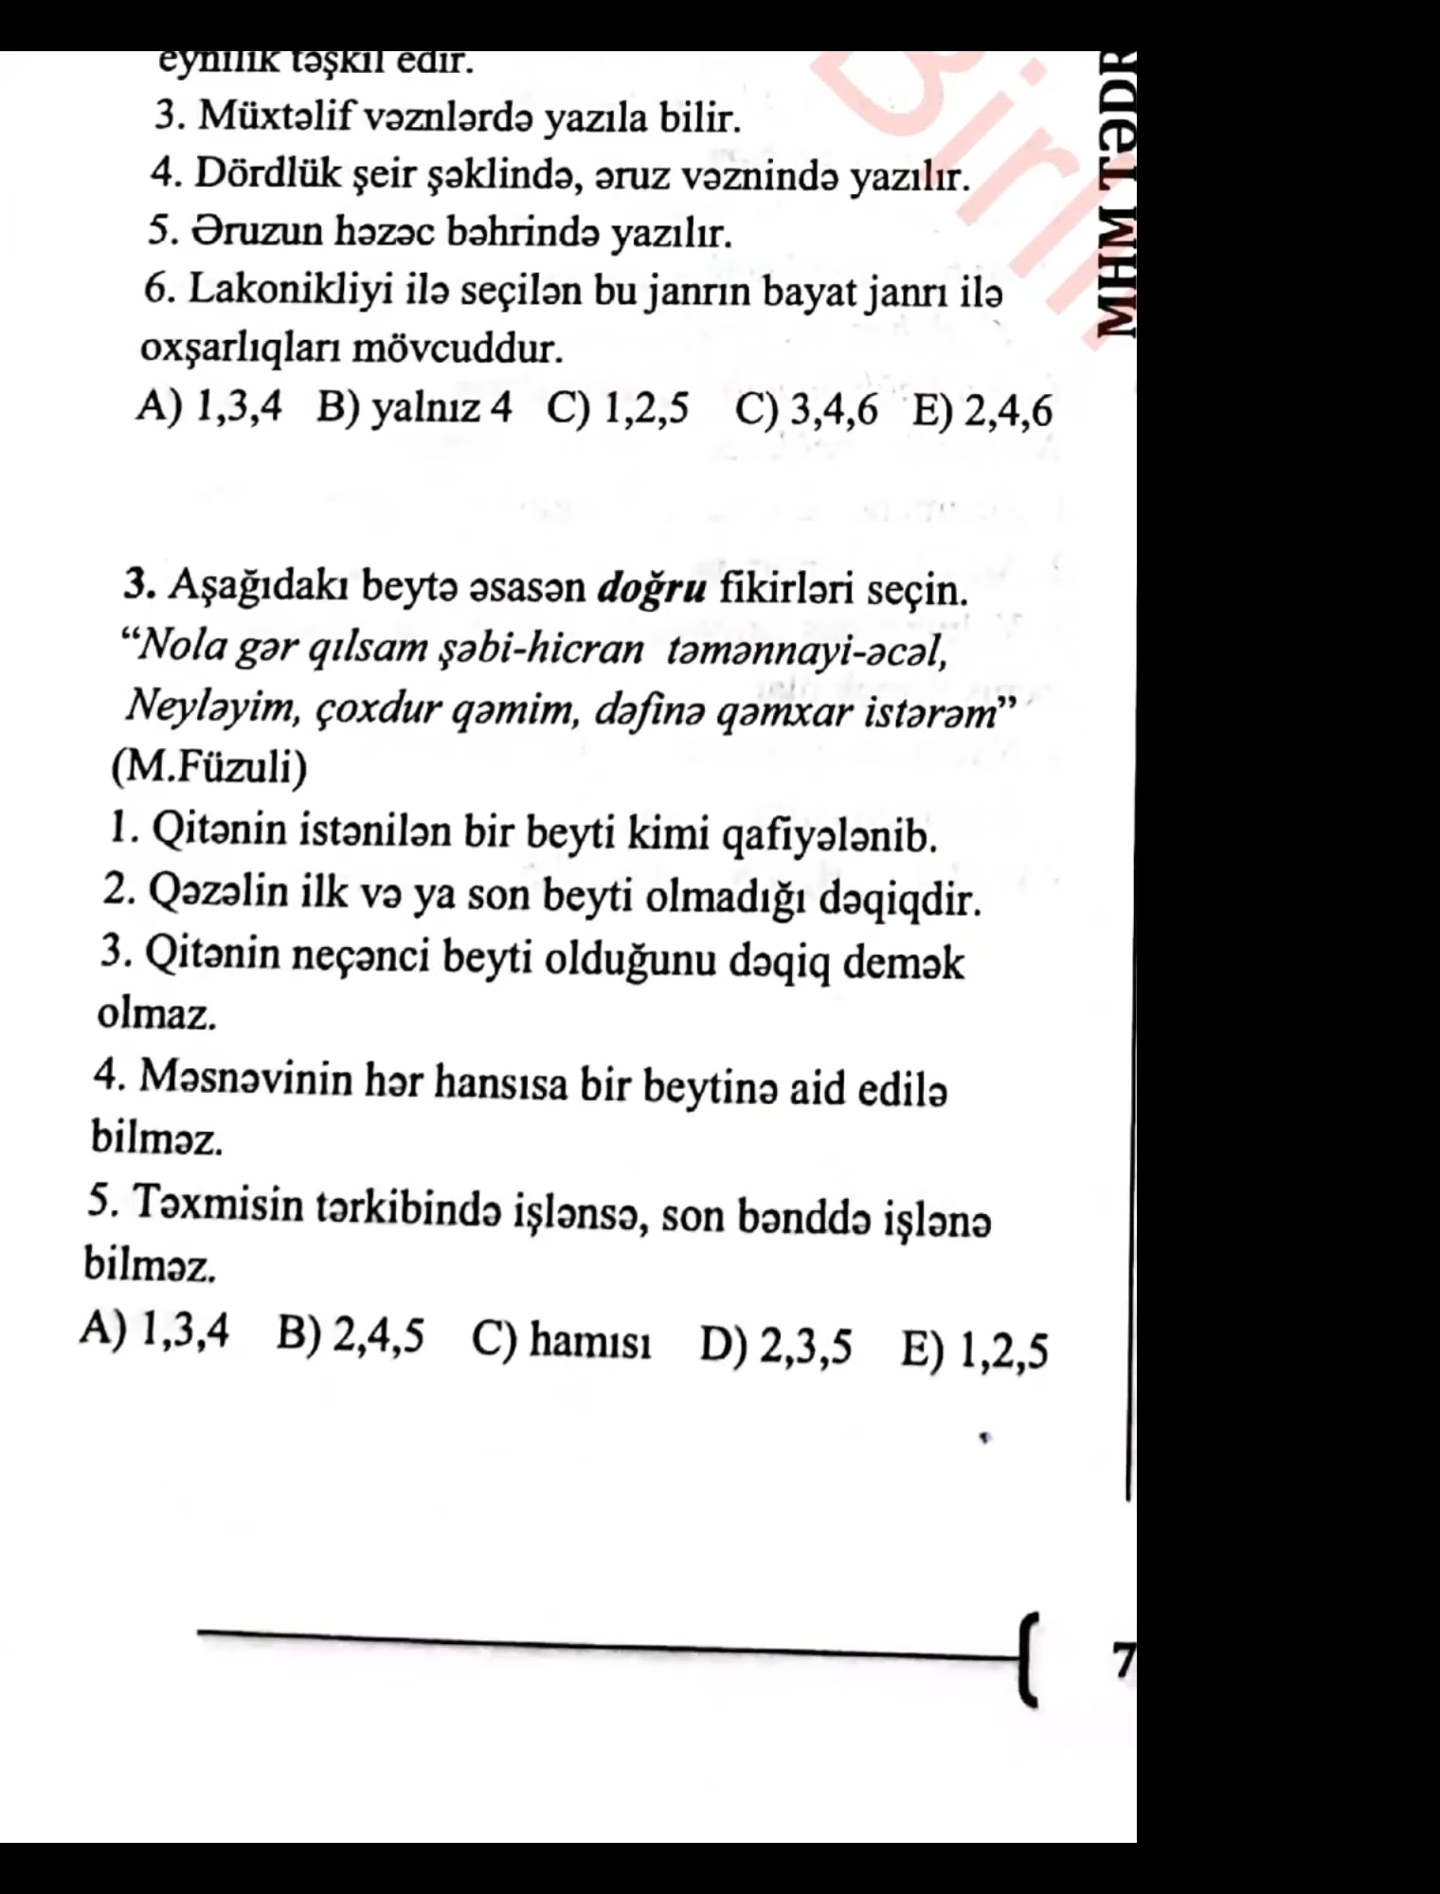 eynilik təşkil edir.
3. Müxtəlif vəznlərdə yazıla bilir.
4. Dördlük şeir şəklində, əruz vəznində yazılır.
5. Əruzun həzəc bəhrində yazılır.
6. Lakonikliyi ilə seçilən bu janrın bayat janrı ilə
oxşarlıqları mövcuddur.
A) 1,3,4 B) yalnız 4 C) 1,2,5 C) 3,4,6 E) 2,4,6
3. Aşağıdakı beytə əsasən doğru fikirləri seçin.
“Nola gər qılsam şəbi-hicran təmənnayi-əcəl,
Neyləyim, çoxdur qəmim, dəfinə qəmxar istərəm”
(M.Füzuli)
1. Qitənin istənilən bir beyti kimi qafiyələnib.
2. Qəzəlin ilk və ya son beyti olmadığı dəqiqdir.
3. Qitənin neçənci beyti olduğunu dəqiq demək
olmaz.
4. Məsnəvinin hər hansısa bir beytinə aid edilə
bilməz.
5. Təxmisin tərkibində işlənsə, son bənddə işlənə
bilməz.
A) 1,3,4 B) 2,4,5 C) hamısı D) 2,3,5 E) 1,2,5
7
MHM